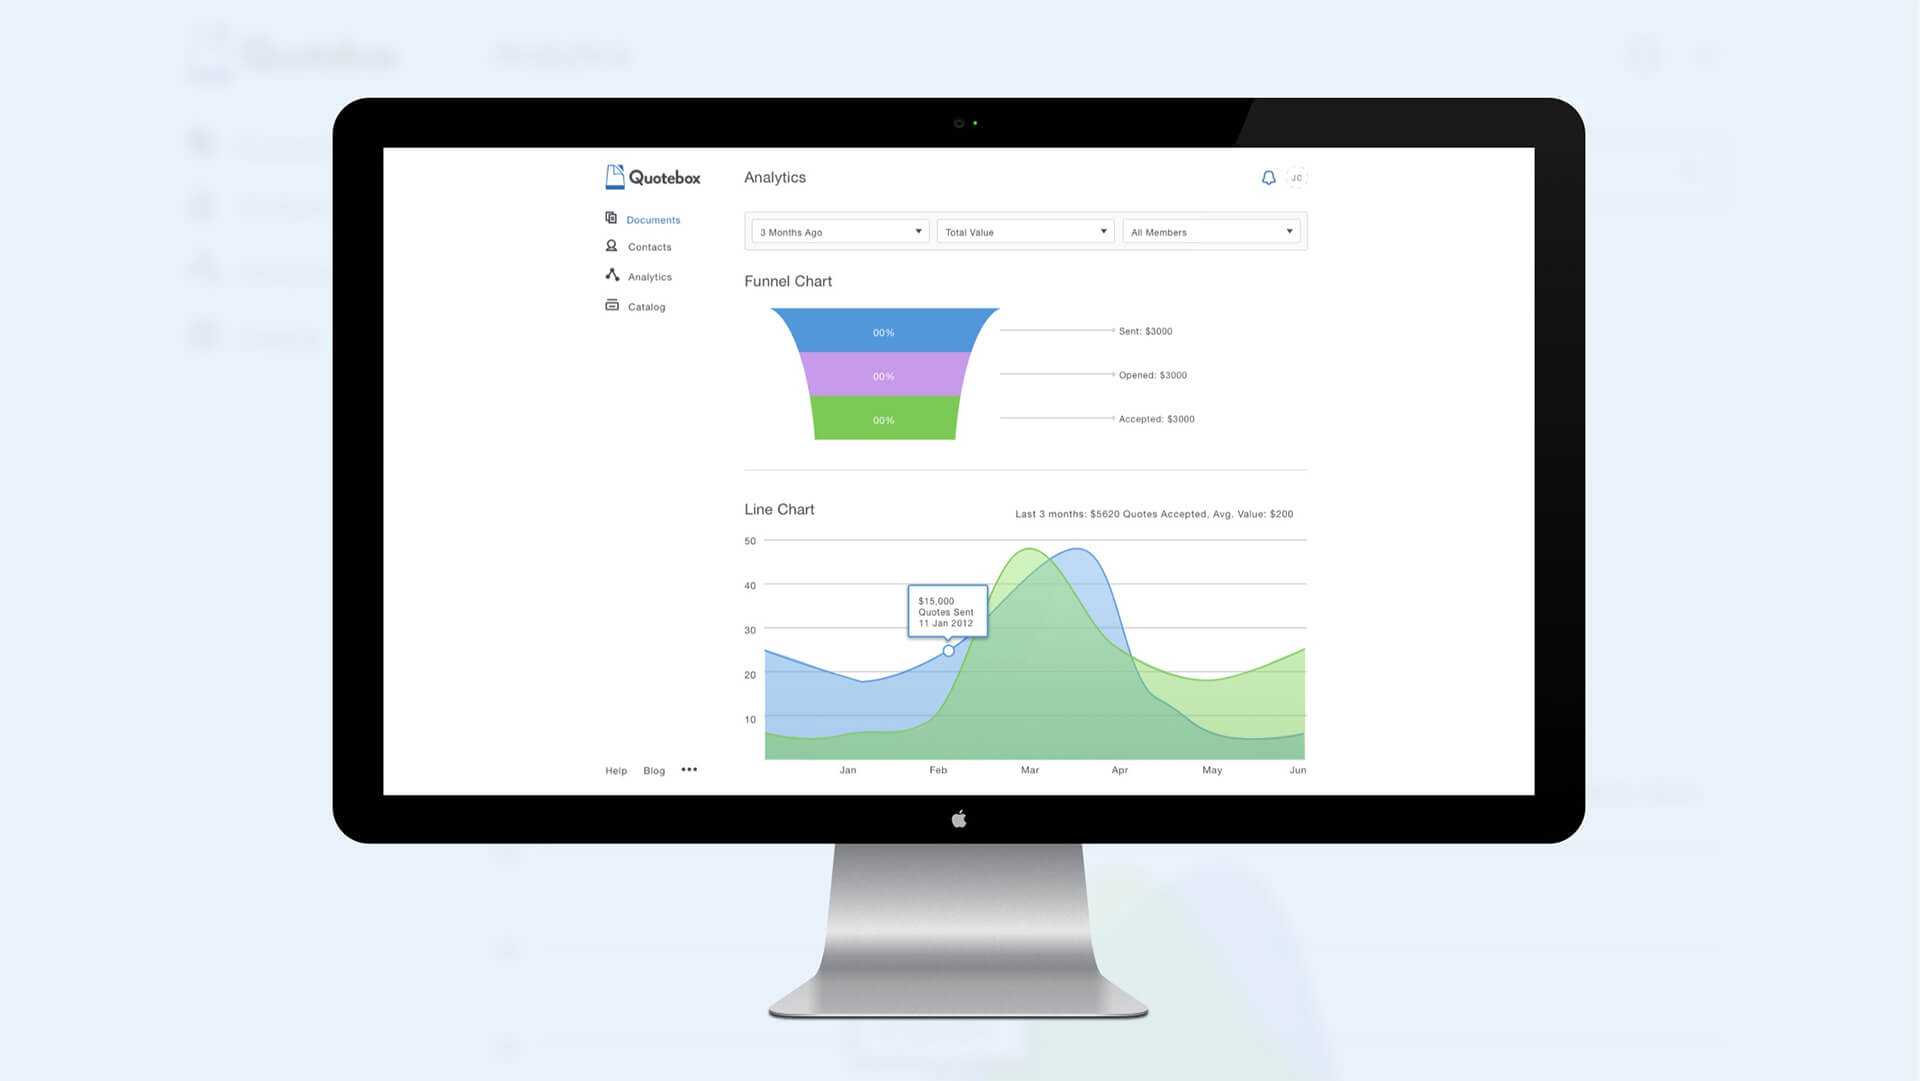 Quotebox
Analytics
JC
Documents
Contacts
Analytics
Catalog
3 Months Ago
Total Value
All Members
Funnel Chart
00%
Sent: $3000
00%
Opened: $3000
00%
Accepted: $3000
Line Chart
Last 3 months: $5620 Quotes Accepted, Avg. Value: $200
50
40
30
20
10
$15,000
Quotes Sent
11 Jan 2012
Jan
Feb
Mar
Apr
May
Jun
Help
Blog